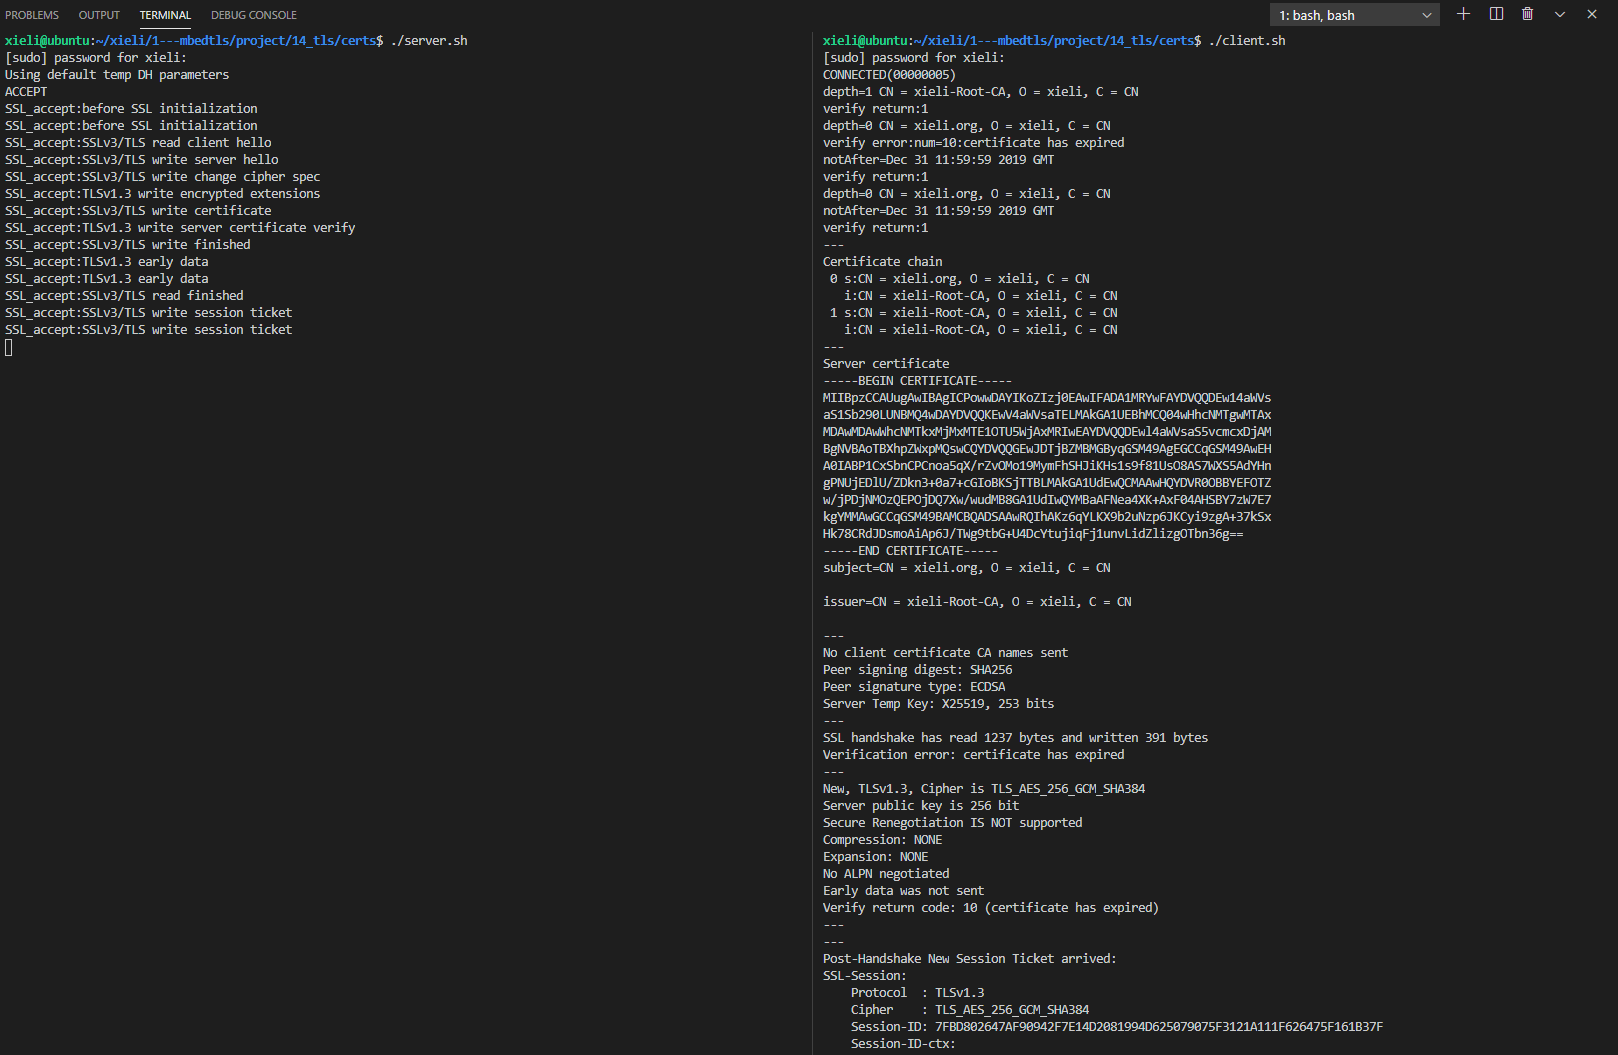 PROBLEMS OUTPUT TERMINAL DEBUG CONSOLE
1: bash, bash
xieli@ubuntu:~/xieli/1---mbedtls/project/14_tls/certs$ ./server.sh
[sudo] password for xieli:
Using default temp DH parameters
ACCEPT
SSL_accept:before SSL initialization
SSL_accept:before SSL initialization
SSL_accept:SSLv3/TLS read client hello
SSL_accept:SSLv3/TLS write server hello
SSL_accept:SSLv3/TLS write change cipher spec
SSL_accept:TLSv1.3 write encrypted extensions
SSL_accept:SSLv3/TLS write certificate
SSL_accept:TLSv1.3 write server certificate verify
SSL_accept:SSLv3/TLS write finished
SSL_accept:TLSv1.3 early data
SSL_accept:TLSv1.3 early data
SSL_accept:SSLv3/TLS read finished
SSL_accept:SSLv3/TLS write session ticket
SSL_accept:SSLv3/TLS write session ticket
xieli@ubuntu:~/xieli/1---mbedtls/project/14_tls/certs$ ./client.sh
[sudo] password for xieli:
CONNECTED(00000005)
depth=1 CN = xieli-Root-CA, O = xieli, C = CN
verify return:1
depth=0 CN = xieli.org, O = xieli, C = CN
verify error:num=10:certificate has expired
notAfter=Dec 31 11:59:59 2019 GMT
verify return:1
depth=0 CN = xieli.org, O = xieli, C = CN
notAfter=Dec 31 11:59:59 2019 GMT
verify return:1
---
Certificate chain
0 s:CN = xieli.org, O = xieli, C = CN
i:CN = xieli-Root-CA, O = xieli, C = CN
1 s:CN = xieli-Root-CA, O = xieli, C = CN
i:CN = xieli-Root-CA, O = xieli, C = CN
---
Server certificate
-----BEGIN CERTIFICATE-----
MIIBpzCCAUugAwIBAgICPowwDAYIKoZIzj0EAwIFADA1MRYwFAYDVQQDEw14aWVs
aS1Sb290LUNBMQ4wDAYDVQQKEwV4aWVsaTELMAkGA1UEBhMCQ04wHhcNMTgwMTAx
MDAwMDAwWhcNMTkxMjMxMTE1OTU5WjAxMRIwEAYDVQQDEwl4aWVsaS5vcmcxDjAM
BgNVBAoTBXhpZWxpMQswCQYDVQQGEwJDTjBZMBMGByqGSM49AgEGCCqGSM49AwEH
A0IABP1CxSbnCPCnoa5qX/rZvOMo19MymFhSHJiKHs1s9f81UsO8AS7WXS5AdYHn
gPNUjEDlU/ZDkn3+0a7+cGIoBKSjTTBLMAkGA1UdEwQCMAAwHQYDVR0OBBYEFOTZ
w/jPDjNMOzQEPOjDQ7Xw/wudMB8GA1UdIwQYMBaAFNea4XK+AxF04AHSBY7zW7E7
kgYMMAwGCCqGSM49BAMCBQADSAAwRQIhAKz6qYLKX9b2uNzp6JKCyi9zgA+37kSx
Hk78CRdJDsmoAiAp6J/TWg9tbG+U4DcYtujiqFj1unvLidZlizgOTbn36g==
-----END CERTIFICATE-----
subject=CN = xieli.org, O = xieli, C = CN
issuer=CN = xieli-Root-CA, O = xieli, C = CN
---
No client certificate CA names sent
Peer signing digest: SHA256
Peer signature type: ECDSA
Server Temp Key: X25519, 253 bits
---
SSL handshake has read 1237 bytes and written 391 bytes
Verification error: certificate has expired
---
New, TLSv1.3, Cipher is TLS_AES_256_GCM_SHA384
Server public key is 256 bit
Secure Renegotiation IS NOT supported
Compression: NONE
Expansion: NONE
No ALPN negotiated
Early data was not sent
Verify return code: 10 (certificate has expired)
---
---
Post-Handshake New Session Ticket arrived:
SSL-Session:
Protocol : TLSv1.3
Cipher : TLS_AES_256_GCM_SHA384
Session-ID: 7FBD802647AF90942F7E14D2081994D625079075F3121A111F626475F161B37F
Session-ID-ctx: